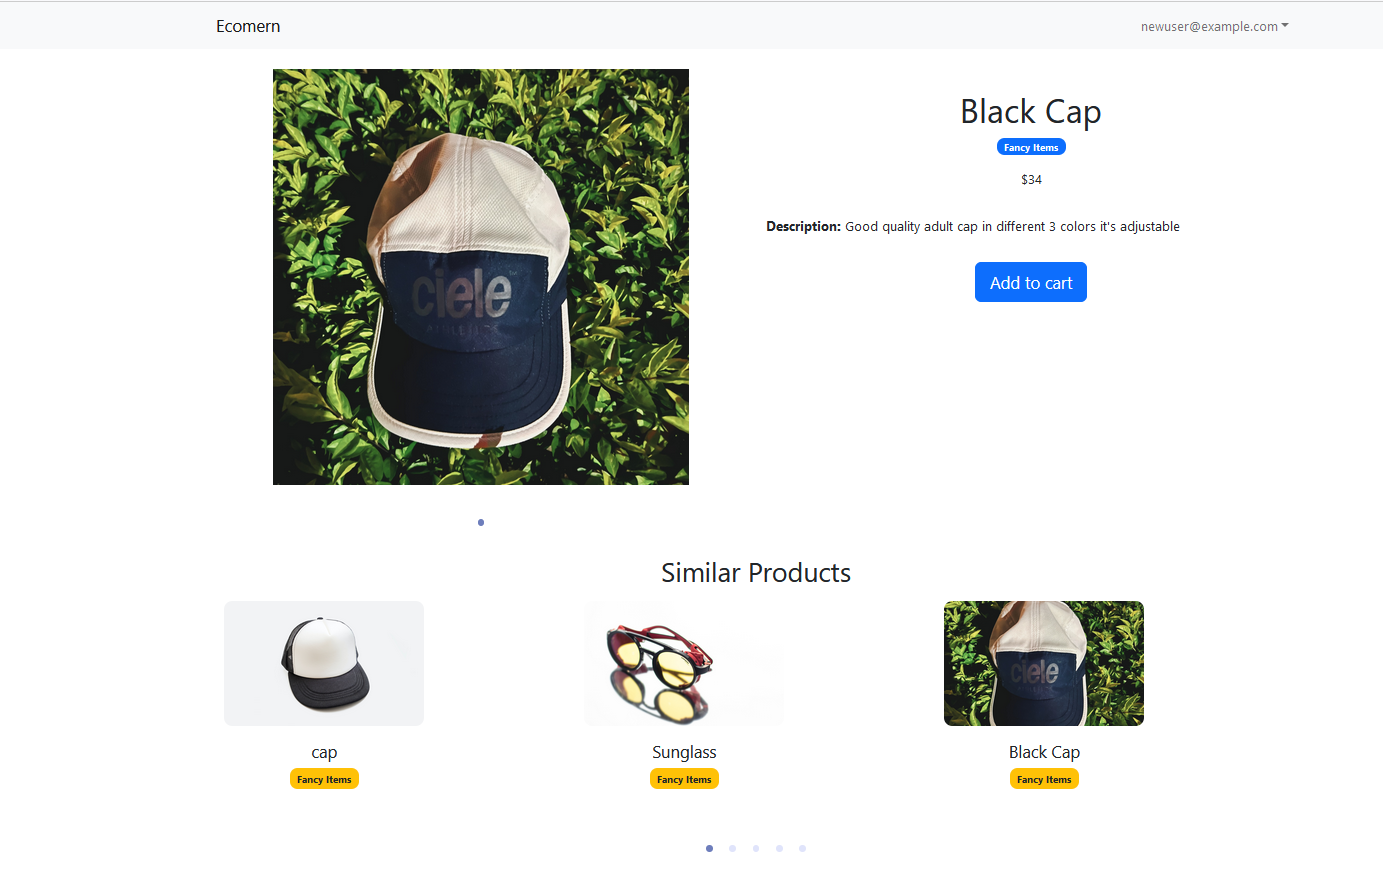 Ecomern
newuser@example.com
Black Cap
Fancy Items
$34
Description: Good quality adult cap in different 3 colors it's adjustable
Add to cart
ciele
ATHLETICS
Similar Products
cap
Fancy Items
Sunglass
Fancy Items
ciele
Black Cap
Fancy Items